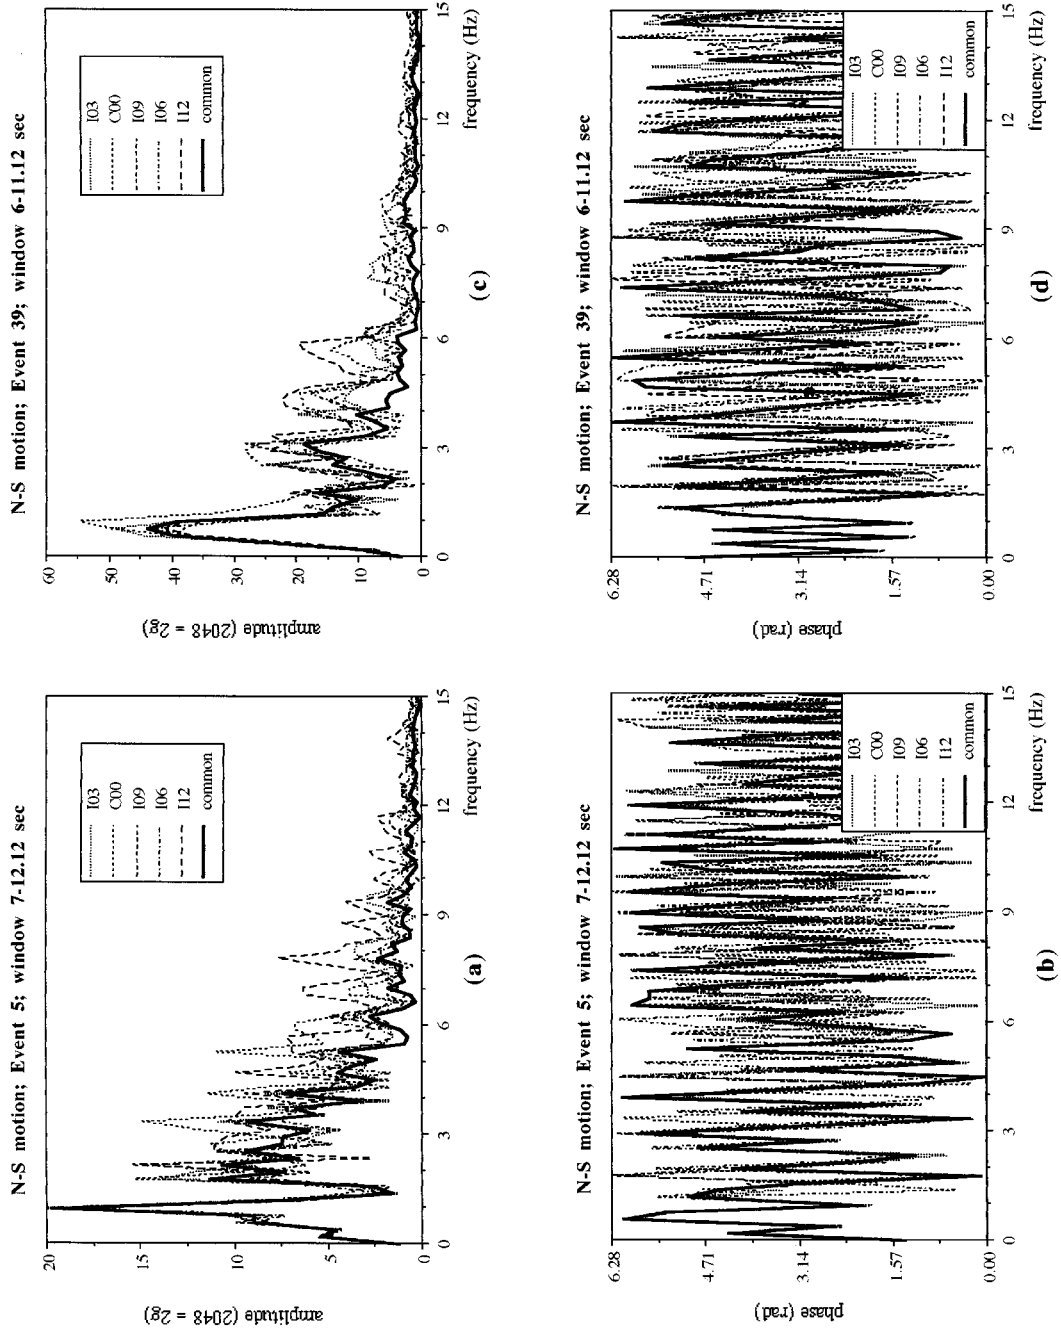 N-S motion; Event 5; window 7-12.12 sec
amplitude (2048 = 2g)
20
15
10
5
0
I03
C00
I09
I06
I12
common
0
3
6
9
12
15
frequency (Hz)
(a)
N-S motion; Event 39; window 6-11.12 sec
amplitude (2048 = 2g)
60
50
40
30
20
10
0
I03
C00
I09
I06
I12
common
0
3
6
9
12
15
frequency (Hz)
(c)
N-S motion; Event 5; window 7-12.12 sec
phase (rad)
6.28
4.71
3.14
1.57
0.00
I03
C00
I09
I06
I12
common
0
3
6
9
12
15
frequency (Hz)
(b)
N-S motion; Event 39; window 6-11.12 sec
phase (rad)
6.28
4.71
3.14
1.57
0.00
I03
C00
I09
I06
I12
common
0
3
6
9
12
15
frequency (Hz)
(d)